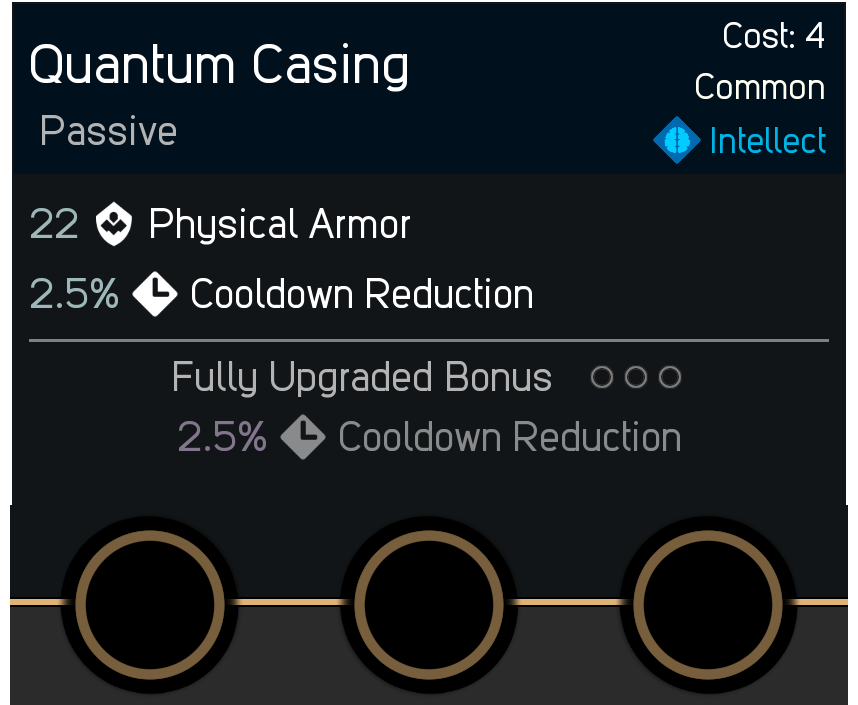 Quantum Casing
Cost: 4
Common
Passive
Intellect
22 Physical Armor
2.5% Cooldown Reduction
Fully Upgraded Bonus
2.5% Cooldown Reduction